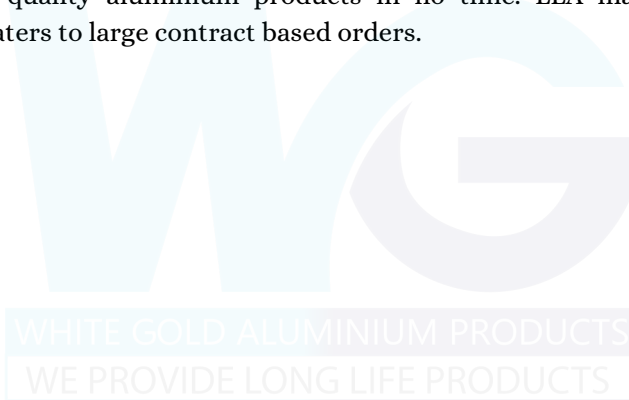 quality aluminium products in no time. LLA
to large contract based orders.
WG
WHITE GOLD ALUMINIUM PRODUCTS
WE PROVIDE LONG LIFE PRODUCTS